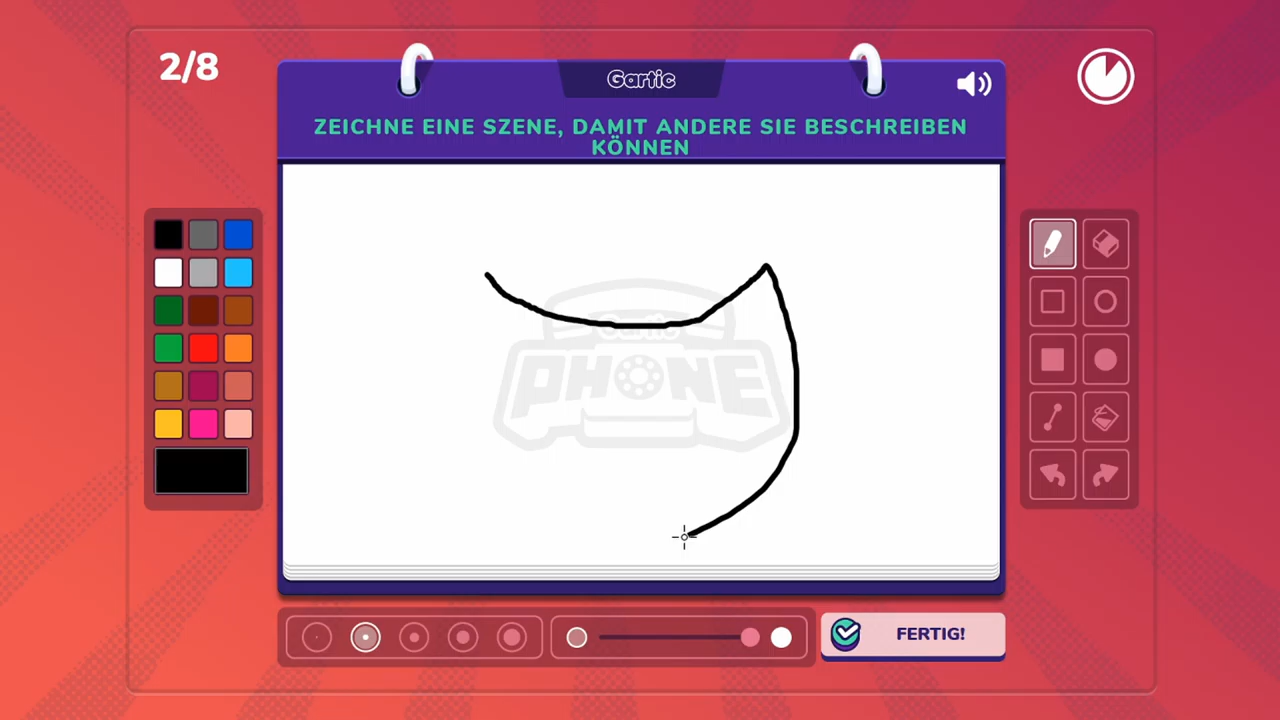 2/8
Gartic
ZEICHNE EINE SZENE, DAMIT ANDERE SIE BESCHREIBEN
KÖNNEN
Gartic
PHONE
FERTIG!